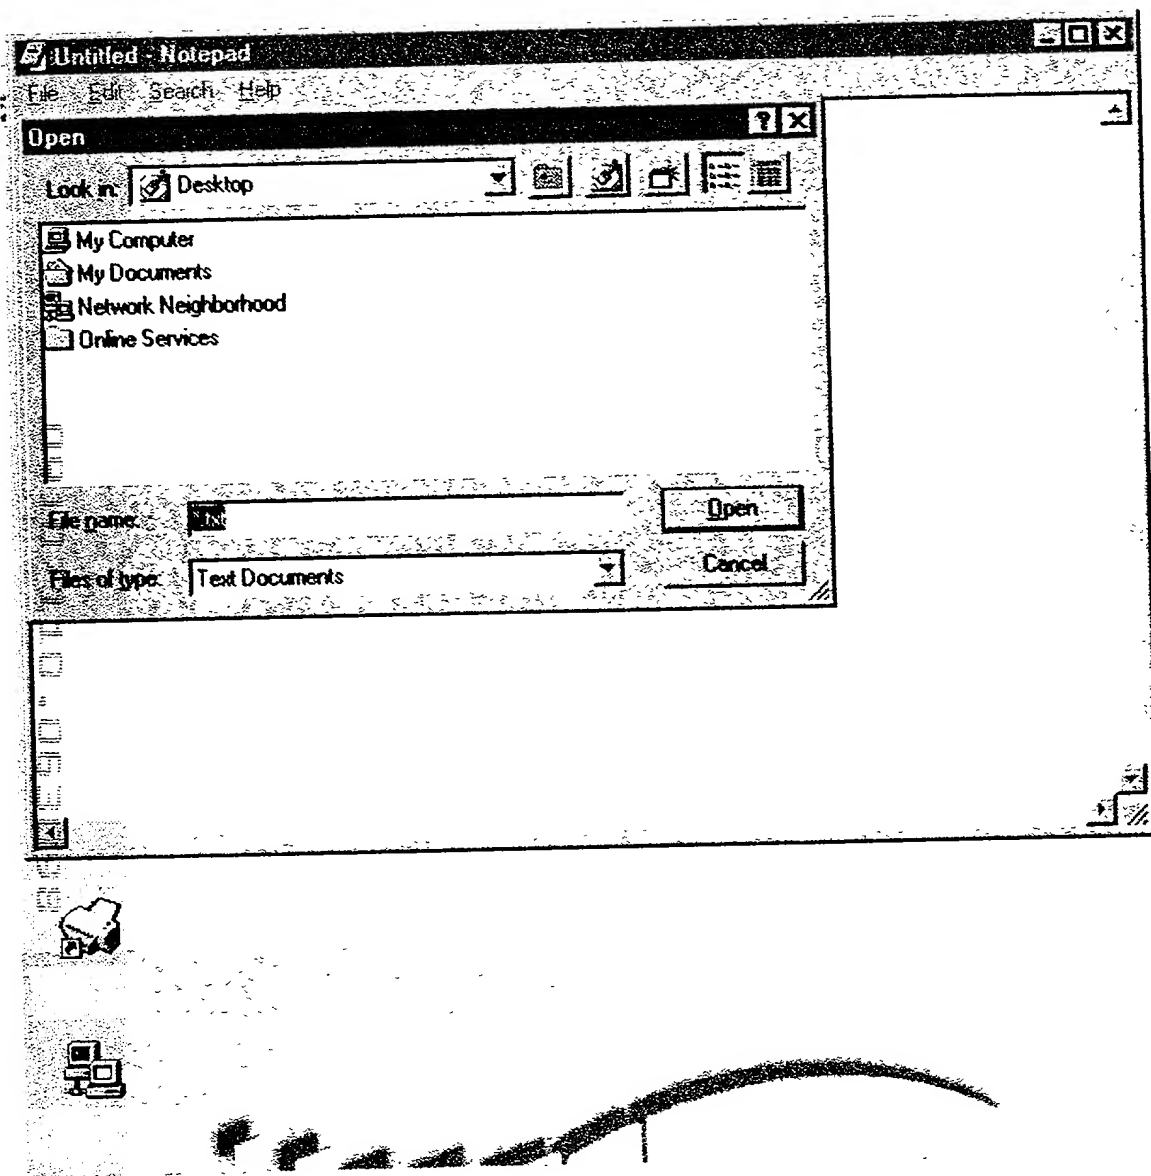 Untitled - Notepad
File Edit Search Help
Open
Look in: Desktop
My Computer
My Documents
Network Neighborhood
Online Services
File name:
Open
Files of type: Text Documents
Cancel